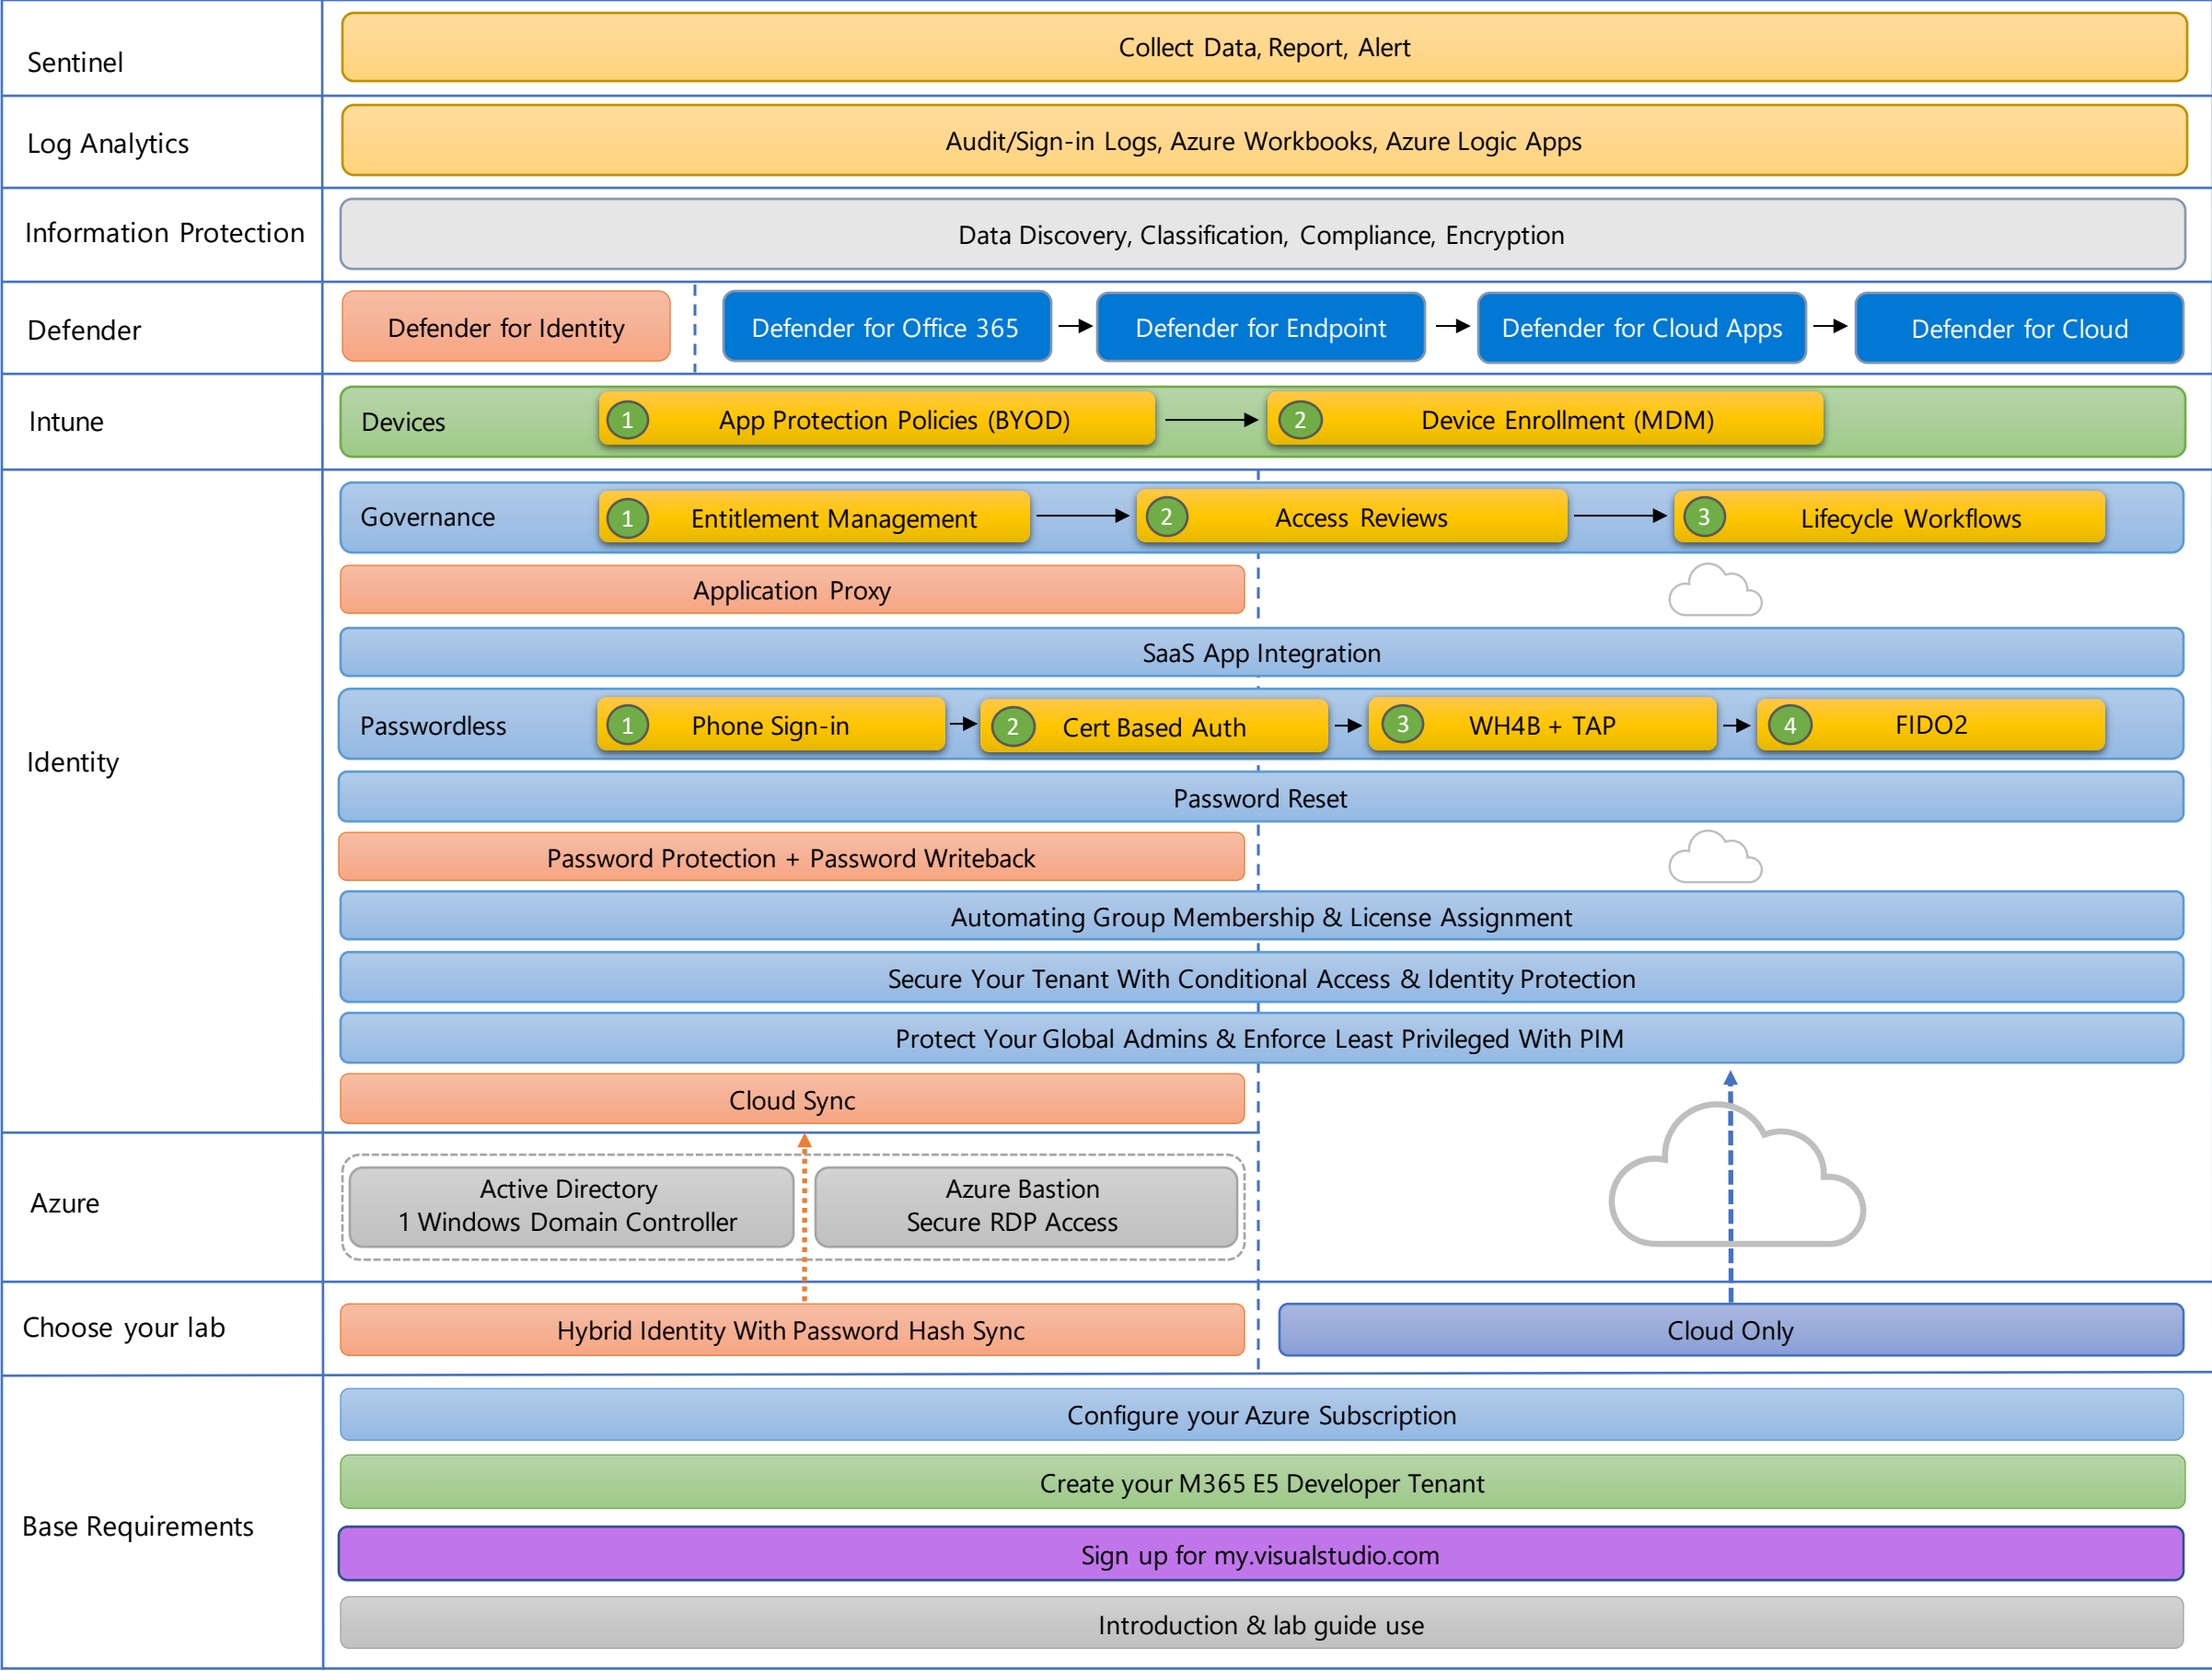 Sentinel
Collect Data, Report, Alert
Log Analytics
Audit/Sign-in Logs, Azure Workbooks, Azure Logic Apps
Information Protection
Data Discovery, Classification, Compliance, Encryption
Defender
Defender for Identity
Defender for Office 365
Defender for Endpoint
Defender for Cloud Apps
Defender for Cloud
Intune
Devices
1 App Protection Policies (BYOD)
2 Device Enrollment (MDM)
Identity
Governance
1 Entitlement Management
2 Access Reviews
3 Lifecycle Workflows
Application Proxy
SaaS App Integration
Passwordless
1 Phone Sign-in
2 Cert Based Auth
3 WH4B + TAP
4 FIDO2
Password Reset
Password Protection + Password Writeback
Automating Group Membership & License Assignment
Secure Your Tenant With Conditional Access & Identity Protection
Protect Your Global Admins & Enforce Least Privileged With PIM
Cloud Sync
Azure
Active Directory
1 Windows Domain Controller
Azure Bastion
Secure RDP Access
Choose your lab
Hybrid Identity With Password Hash Sync
Cloud Only
Base Requirements
Configure your Azure Subscription
Create your M365 E5 Developer Tenant
Sign up for my.visualstudio.com
Introduction & lab guide use